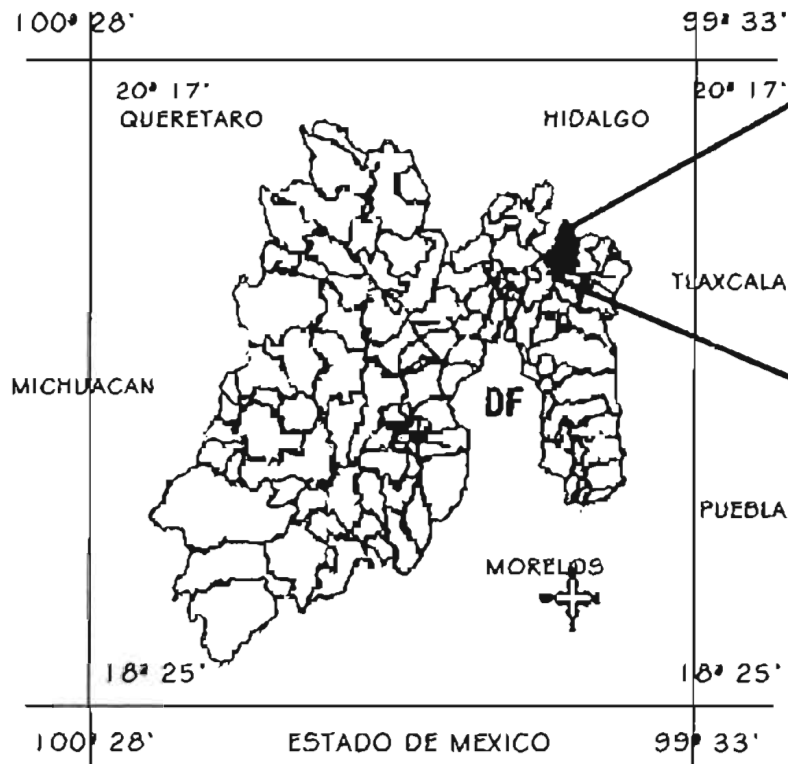 100° 28' 99° 33'
20° 17' 20° 17'
QUERETARO HIDALGO
TLAXCALA
MICHUACAN
DF
PUEBLA
MORELOS
18° 25' 18° 25'
100° 28' ESTADO DE MEXICO 99° 33'